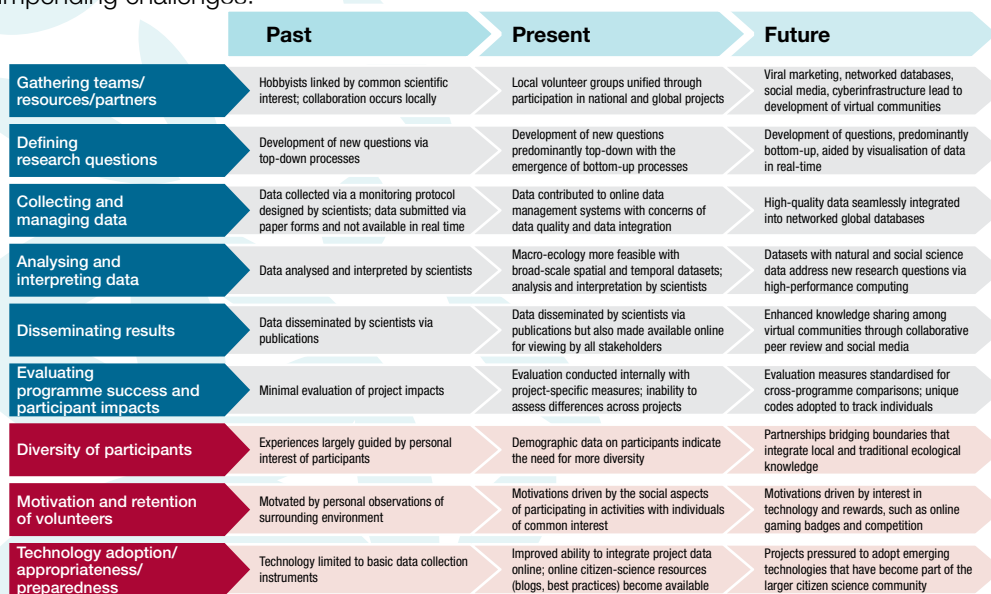 impending challenges.
Past
Present
Future
Gathering teams/
resources/partners
Hobbyists linked by common scientific
interest; collaboration occurs locally
Local volunteer groups unified through
participation in national and global projects
Viral marketing, networked databases,
social media, cyberinfrastructure lead to
development of virtual communities
Defining
research questions
Development of new questions via
top-down processes
Development of new questions
predominantly top-down with the
emergence of bottom-up processes
Development of questions, predominantly
bottom-up, aided by visualisation of data
in real-time
Collecting and
managing data
Data collected via a monitoring protocol
designed by scientists; data submitted via
paper forms and not available in real time
Data contributed to online data
management systems with concerns of
data quality and data integration
High-quality data seamlessly integrated
into networked global databases
Analysing and
interpreting data
Data analysed and interpreted by scientists
Macro-ecology more feasible with
broad-scale spatial and temporal datasets;
analysis and interpretation by scientists
Datasets with natural and social science
data address new research questions via
high-performance computing
Disseminating results
Data disseminated by scientists via
publications
Data disseminated by scientists via
publications but also made available online
for viewing by all stakeholders
Enhanced knowledge sharing among
virtual communities through collaborative
peer review and social media
Evaluating
programme success and
participant impacts
Minimal evaluation of project impacts
Evaluation conducted internally with
project-specific measures; inability to
assess differences across projects
Evaluation measures standardised for
cross-programme comparisons; unique
codes adopted to track individuals
Diversity of participants
Experiences largely guided by personal
interest of participants
Demographic data on participants indicate
the need for more diversity
Partnerships bridging boundaries that
integrate local and traditional ecological
knowledge
Motivation and retention
of volunteers
Motvated by personal observations of
surrounding environment
Motivations driven by the social aspects
of participating in activities with individuals
of common interest
Motivations driven by interest in
technology and rewards, such as online
gaming badges and competition
Technology adoption/
appropriateness/
preparedness
Technology limited to basic data collection
instruments
Improved ability to integrate project data
online; online citizen-science resources
(blogs, best practices) become available
Projects pressured to adopt emerging
technologies that have become part of the
larger citizen science community